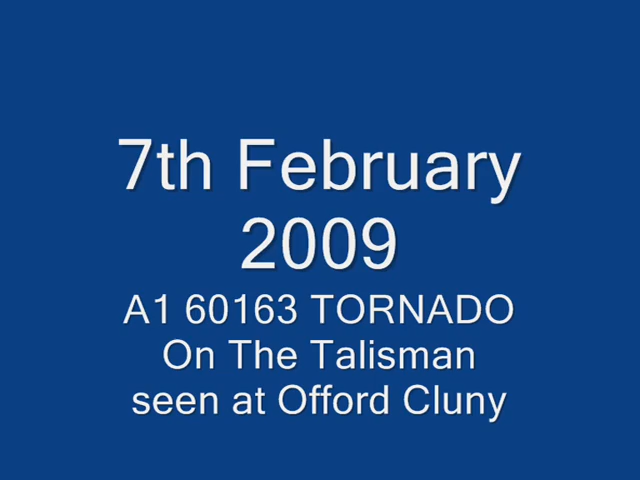 7th February
2009
A1 60163 TORNADO
On The Talisman
seen at Offord Cluny